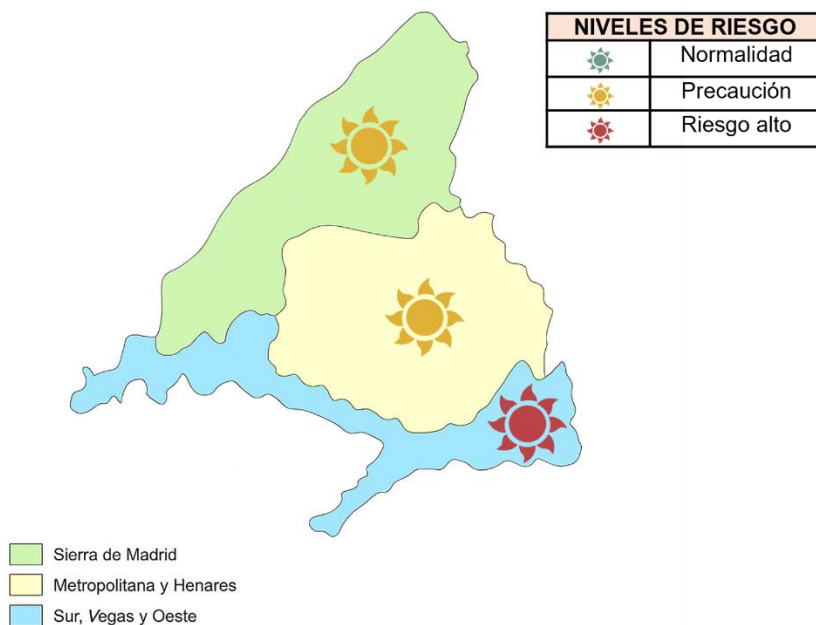 NIVELES DE RIESGO
Normalidad
Precaución
Riesgo alto
Sierra de Madrid
Metropolitana y Henares
Sur, Vegas y Oeste